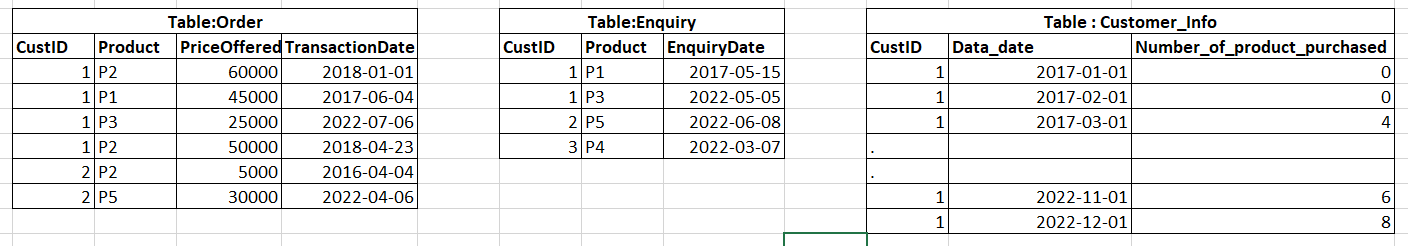 Table:Order Table:Enquiry Table : Customer_Info
CustID Product PriceOffered TransactionDate CustID Product EnquiryDate CustID Data_date Number_of_product_purchased
1 P2 60000 2018-01-01 1 P1 2017-05-15 1 2017-01-01 0
1 P1 45000 2017-06-04 1 P3 2022-05-05 1 2017-02-01 0
1 P3 25000 2022-07-06 2 P5 2022-06-08 1 2017-03-01 4
1 P2 50000 2018-04-23 3 P4 2022-03-07 .
2 P2 5000 2016-04-04 .
2 P5 30000 2022-04-06 1 2022-11-01 6
1 2022-12-01 8